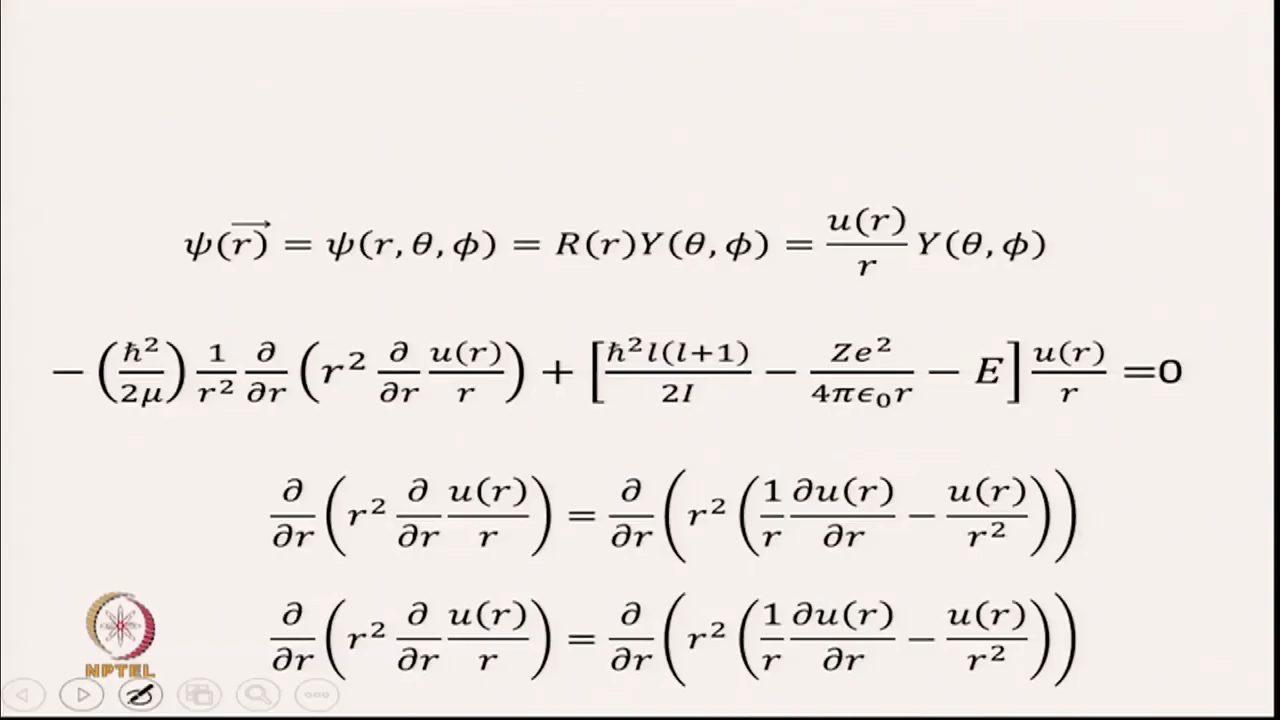 ψ(r⃗) = ψ(r, θ, ϕ) = R(r)Y(θ, ϕ) = u(r)/r Y(θ, ϕ)
−(ℏ²/2μ) 1/r² ∂/∂r (r² ∂/∂r u(r)/r) + [ℏ²l(l+1)/2I − Ze²/4πϵ₀r − E] u(r)/r =0
∂/∂r (r² ∂/∂r u(r)/r) = ∂/∂r (r² (1/r ∂u(r)/∂r − u(r)/r²))
∂/∂r (r² ∂/∂r u(r)/r) = ∂/∂r (r² (1/r ∂u(r)/∂r − u(r)/r²))
NPTEL